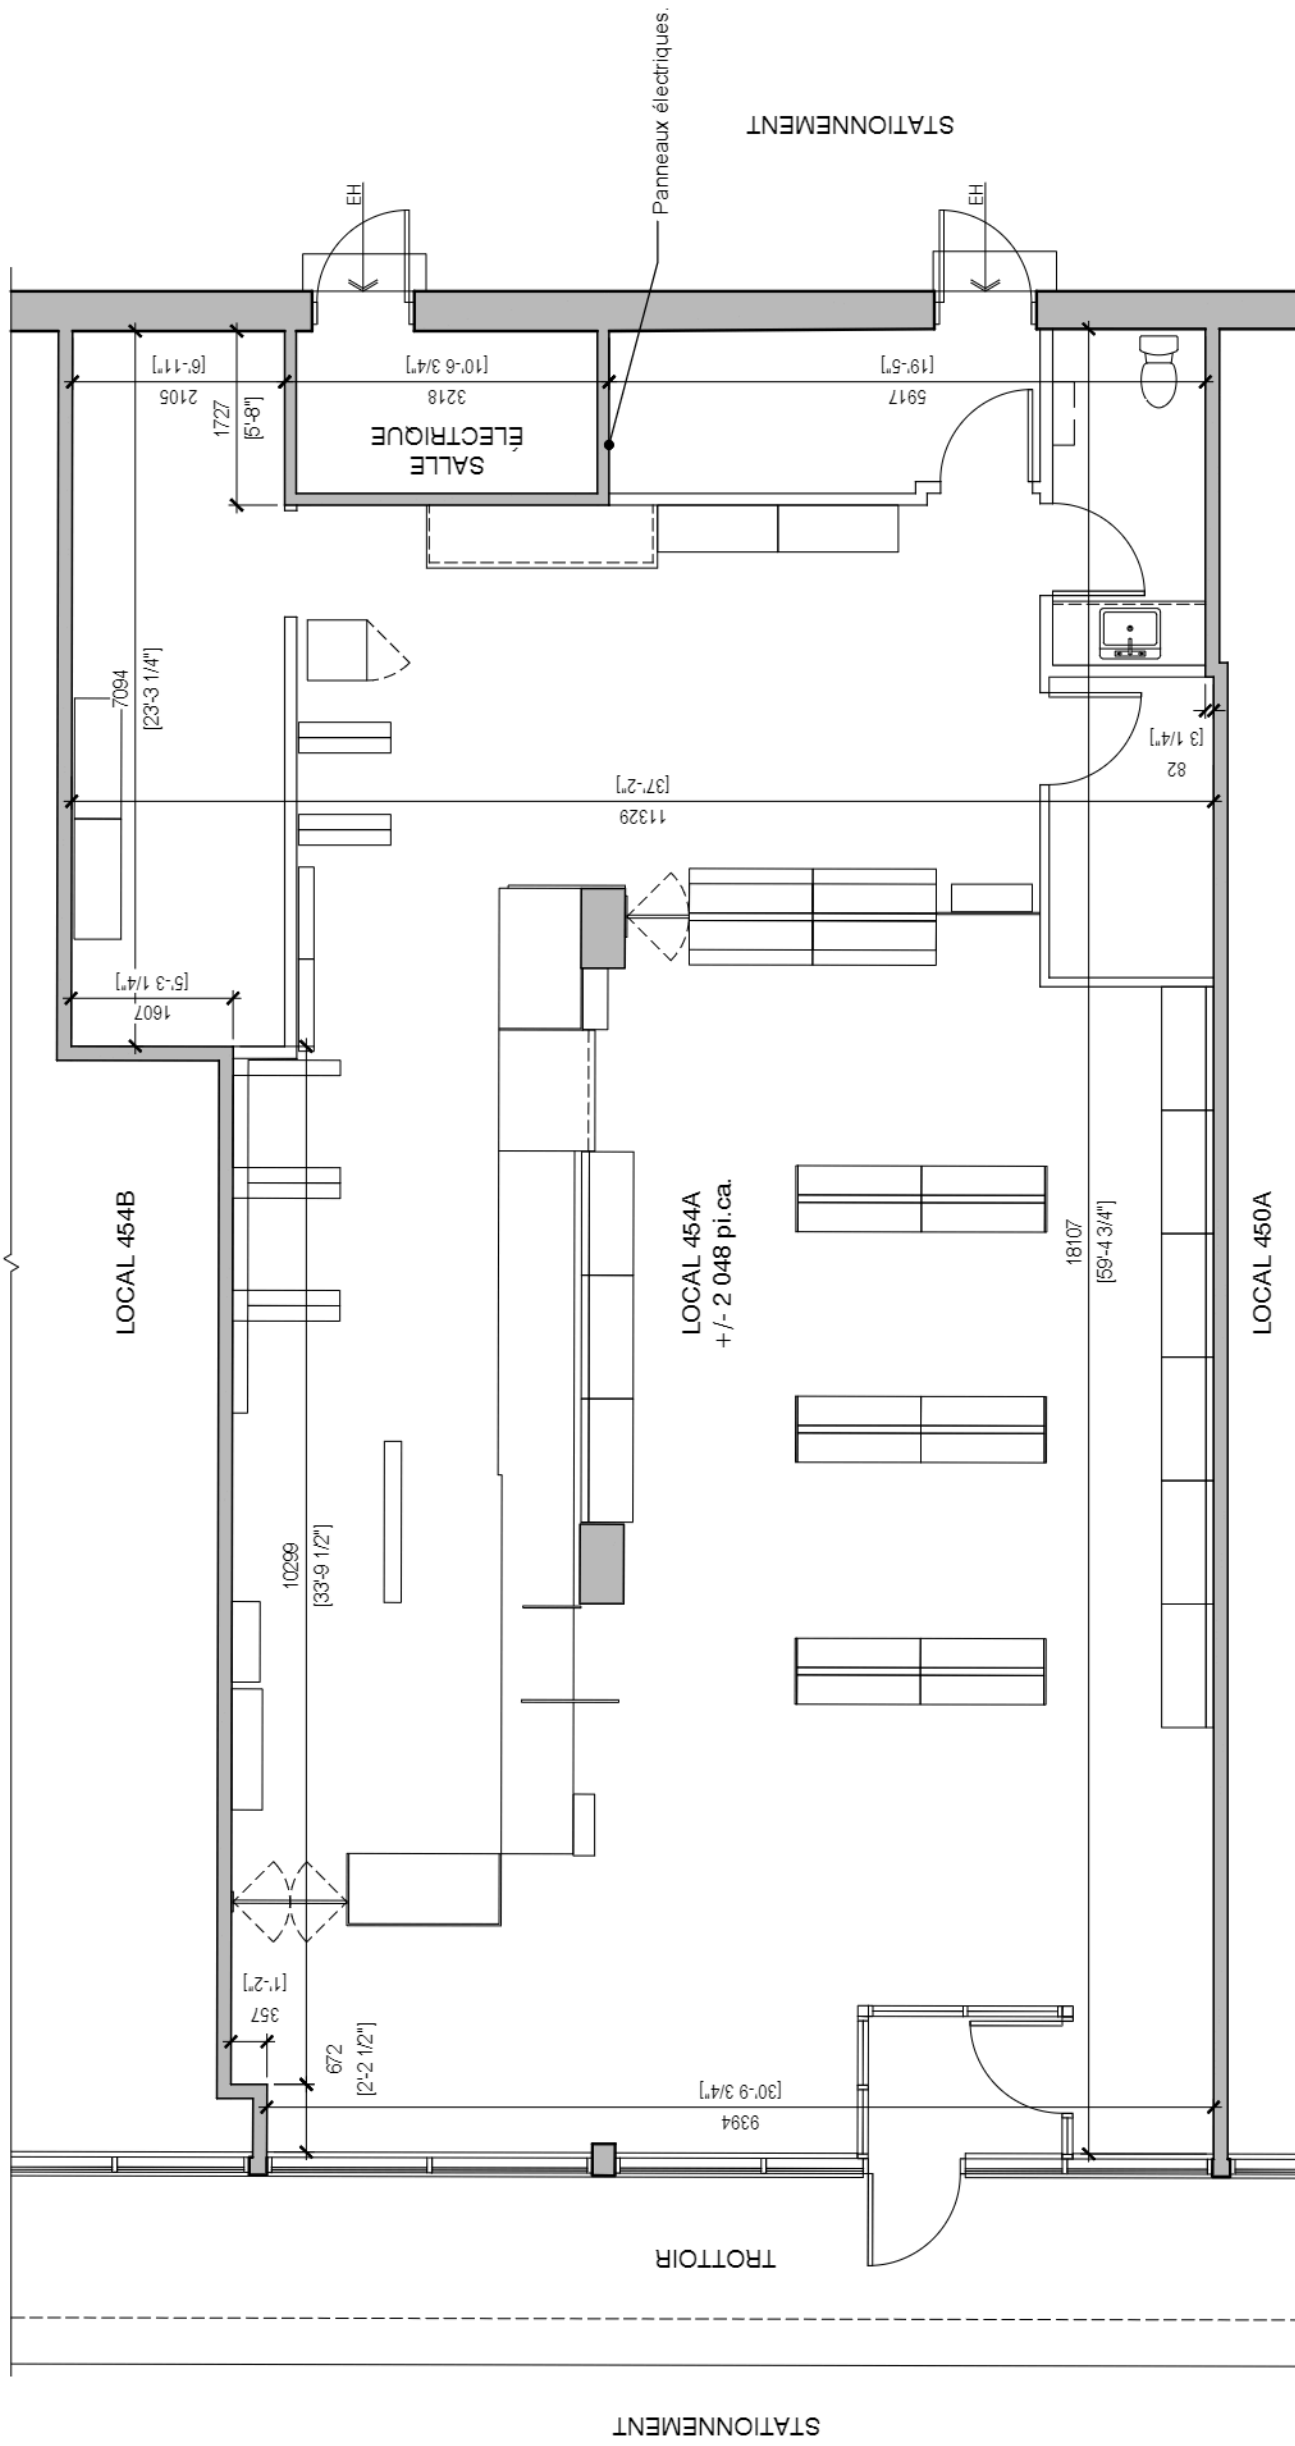 STATIONNEMENT
Panneaux électriques.
EH
EH
2105
[6'-11"]
3218
[10'-6 3/4"]
5917
[19'-5"]
1727
[5'-8"]
SALLE
ÉLECTRIQUE
7094
[23'-3 1/4"]
11329
[37'-2"]
82
[3 1/4"]
1607
[5'-3 1/4"]
LOCAL 454B
LOCAL 454A
+/- 2 048 pi.ca.
18107
[59'-4 3/4"]
LOCAL 450A
10299
[33'-9 1/2"]
357
[1'-2"]
672
[2'-2 1/2"]
9394
[30'-9 3/4"]
TROTTOIR
STATIONNEMENT